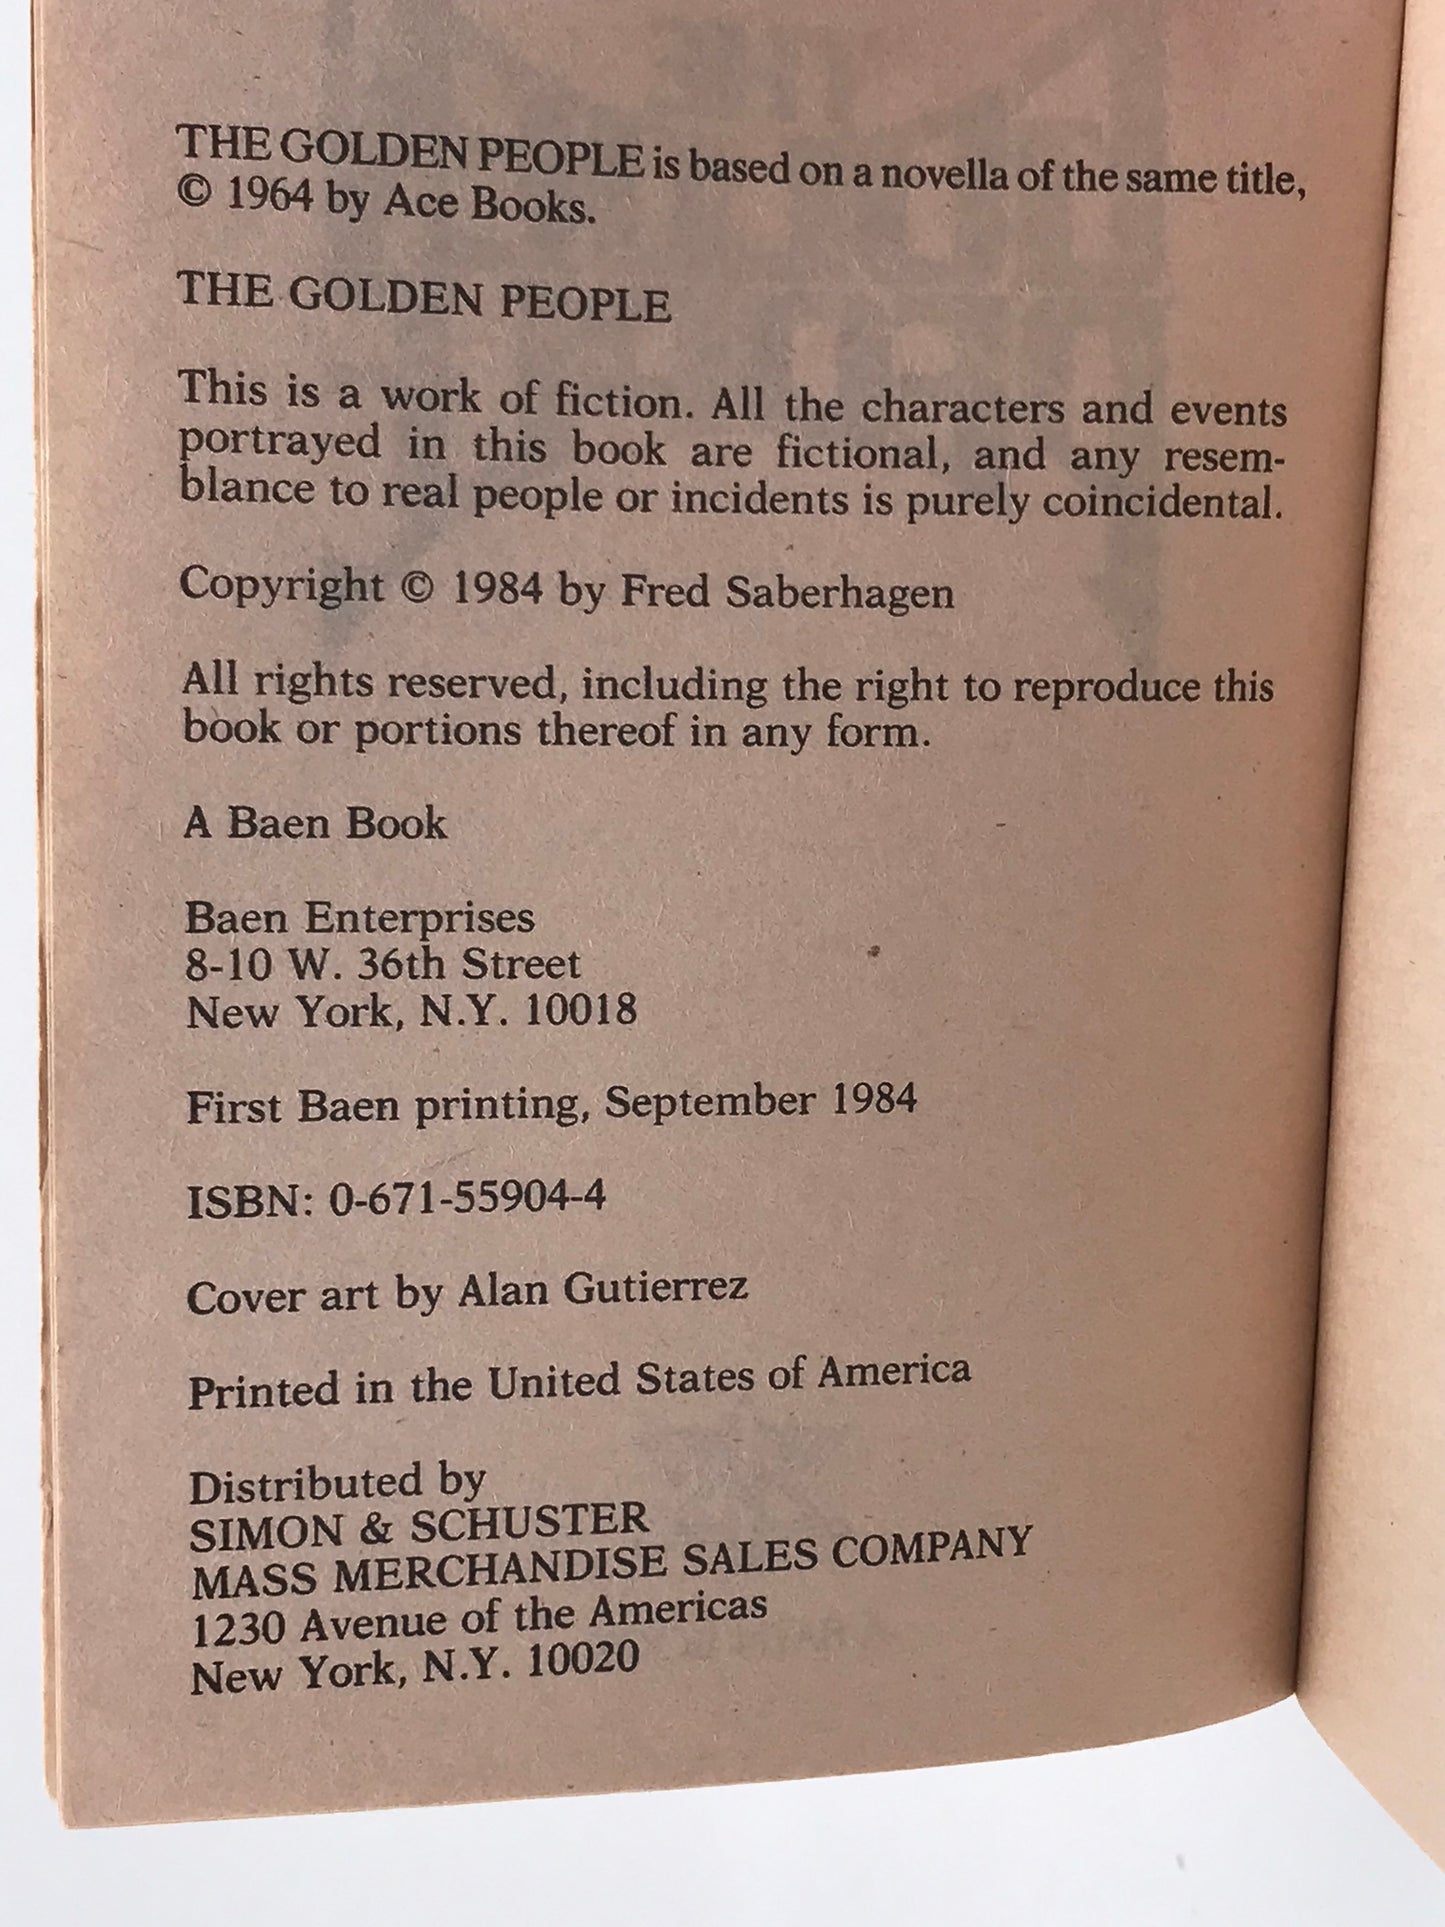 THE GOLDEN PEOPLE is based on a novella of the same title,
© 1964 by Ace Books.
THE GOLDEN PEOPLE
This is a work of fiction. All the characters and events
portrayed in this book are fictional, and any resem-
blance to real people or incidents is purely coincidental.
Copyright © 1984 by Fred Saberhagen
All rights reserved, including the right to reproduce this
book or portions thereof in any form.
A Baen Book
Baen Enterprises
8-10 W. 36th Street
New York, N.Y. 10018
First Baen printing, September 1984
ISBN: 0-671-55904-4
Cover art by Alan Gutierrez
Printed in the United States of America
Distributed by
SIMON & SCHUSTER
MASS MERCHANDISE SALES COMPANY
1230 Avenue of the Americas
New York, N.Y. 10020